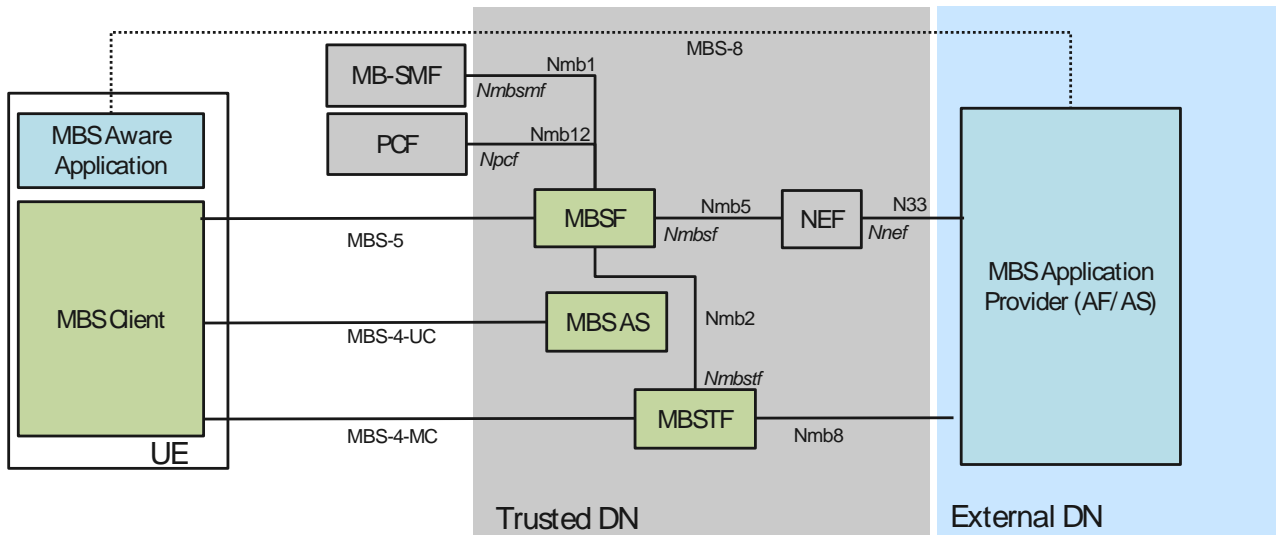 MBS-8
MB-SMF
Nmb1
Nmbsmf
MBS Aware
Application
PCF
Nmb12
Npcf
MBSF
Nmb5
Nmbsf
NEF
N33
Nnef
MBS-5
MBS Application
Provider (AF/AS)
MBS Client
MBS AS
Nmb2
MBS-4-UC
Nmbstf
MBSTF
MBS-4-MC
Nmb8
UE
Trusted DN
External DN